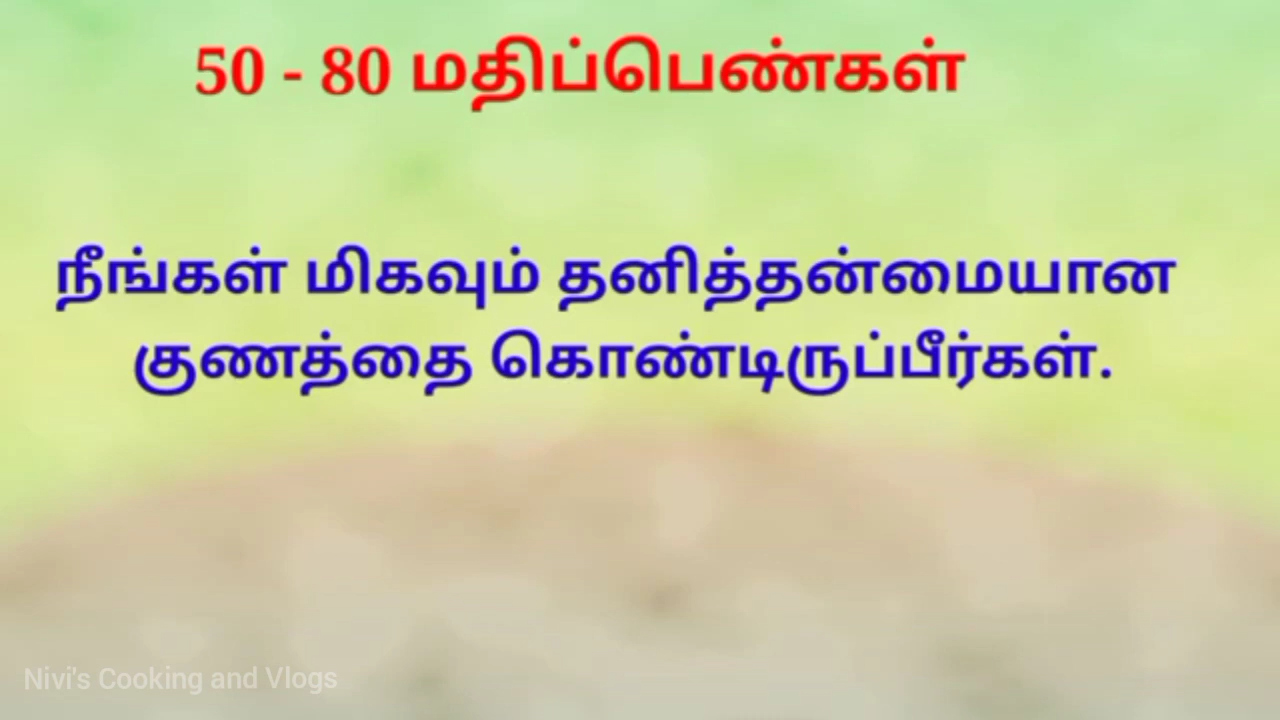 50 - 80 மதிப்பெண்கள்
நீங்கள் மிகவும் தனித்தன்மையான
குணத்தை கொண்டிருப்பீர்கள்.
Nivi's Cooking and Vlogs